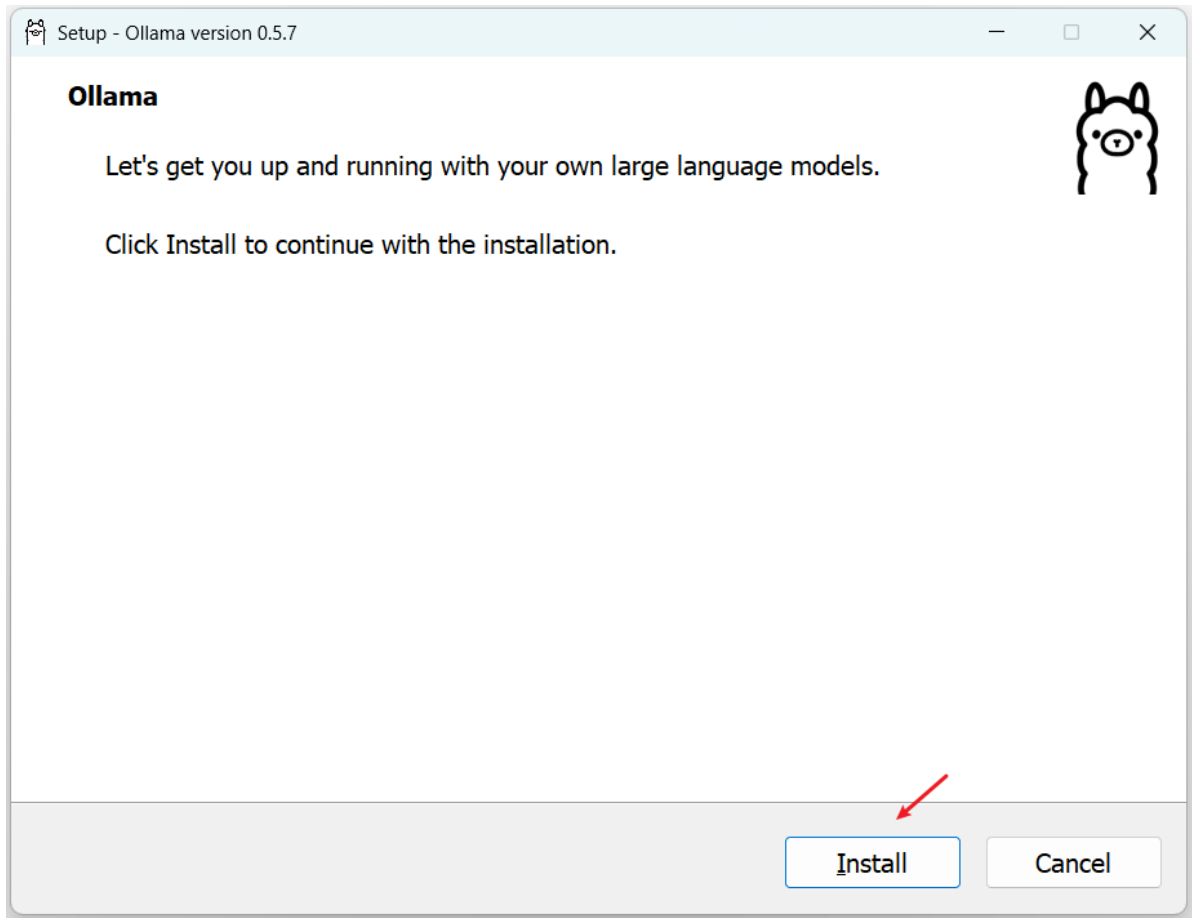 Setup - Ollama version 0.5.7
Ollama
Let's get you up and running with your own large language models.
Click Install to continue with the installation.
Install
Cancel